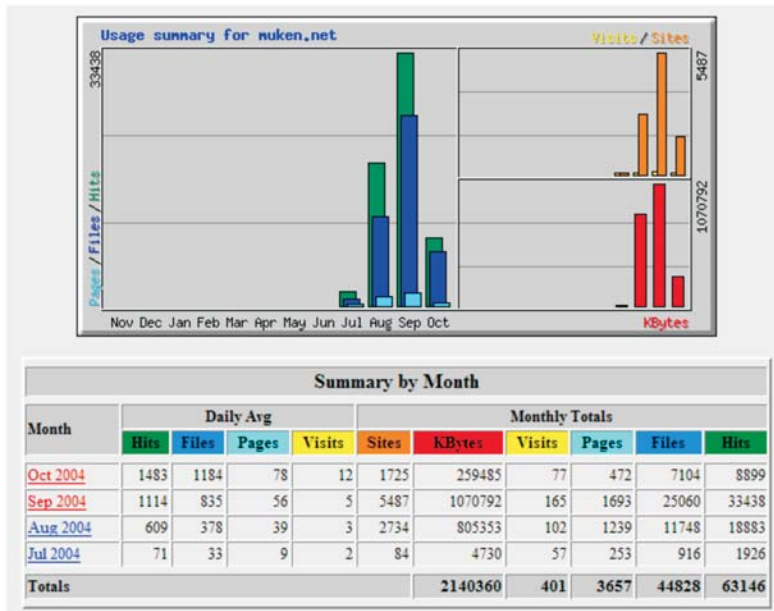 Usage summary for muken.net
Visits/Sites
33438
5487
Pages/Files/Hits
1070792
Nov Dec Jan Feb Mar Apr May Jun Jul Aug Sep Oct
KBytes
Summary by Month
Month Daily Avg Monthly Totals
Hits Files Pages Visits Sites KBytes Visits Pages Files Hits
Oct 2004 1483 1184 78 12 1725 259485 77 472 7104 8899
Sep 2004 1114 835 56 5 5487 1070792 165 1693 25060 33438
Aug 2004 609 378 39 3 2734 805353 102 1239 11748 18883
Jul 2004 71 33 9 2 84 4730 57 253 916 1926
Totals 2140360 401 3657 44828 63146